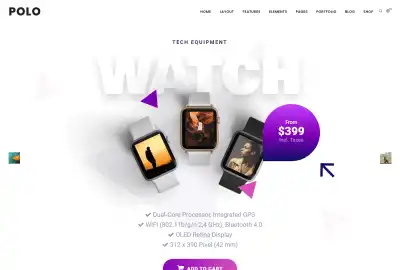 POLO
HOME LAYOUT FEATURES ELEMENTS PAGES PORTFOLIO BLOG SHOP
TECH EQUIPMENT
WATCH
From
$399
Incl. Taxes
Dual-Core Processor, Integrated GPS
WIFI (802.11b/g/n 2,4 GHz), Bluetooth 4.0
OLED Retina Display
312 x 390 Pixel (42 mm)
ADD TO CART